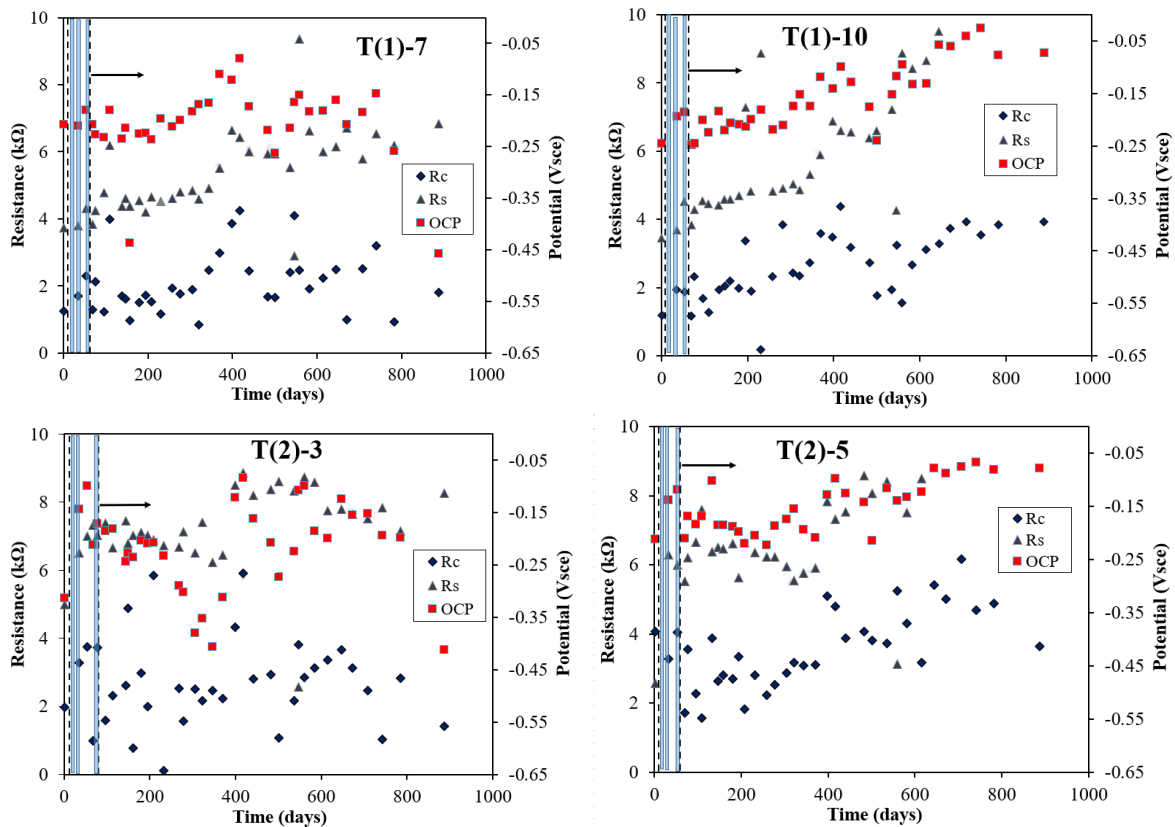 T(1)-7
Resistance (kΩ)
10
8
6
4
2
0
-0.05
-0.15
-0.25
-0.35
-0.45
-0.55
-0.65
Potential (Vsce)
Rc
Rs
OCP
0
200
400
600
800
1000
Time (days)
T(1)-10
Resistance (kΩ)
10
8
6
4
2
0
-0.05
-0.15
-0.25
-0.35
-0.45
-0.55
-0.65
Potential (Vsce)
Rc
Rs
OCP
0
200
400
600
800
1000
Time (days)
T(2)-3
Resistance (kΩ)
10
8
6
4
2
0
-0.05
-0.15
-0.25
-0.35
-0.45
-0.55
-0.65
Potential (Vsce)
Rc
Rs
OCP
0
200
400
600
800
1000
Time (days)
T(2)-5
Resistance (kΩ)
10
8
6
4
2
0
-0.05
-0.15
-0.25
-0.35
-0.45
-0.55
-0.65
Potential (Vsce)
Rc
Rs
OCP
0
200
400
600
800
1000
Time (days)